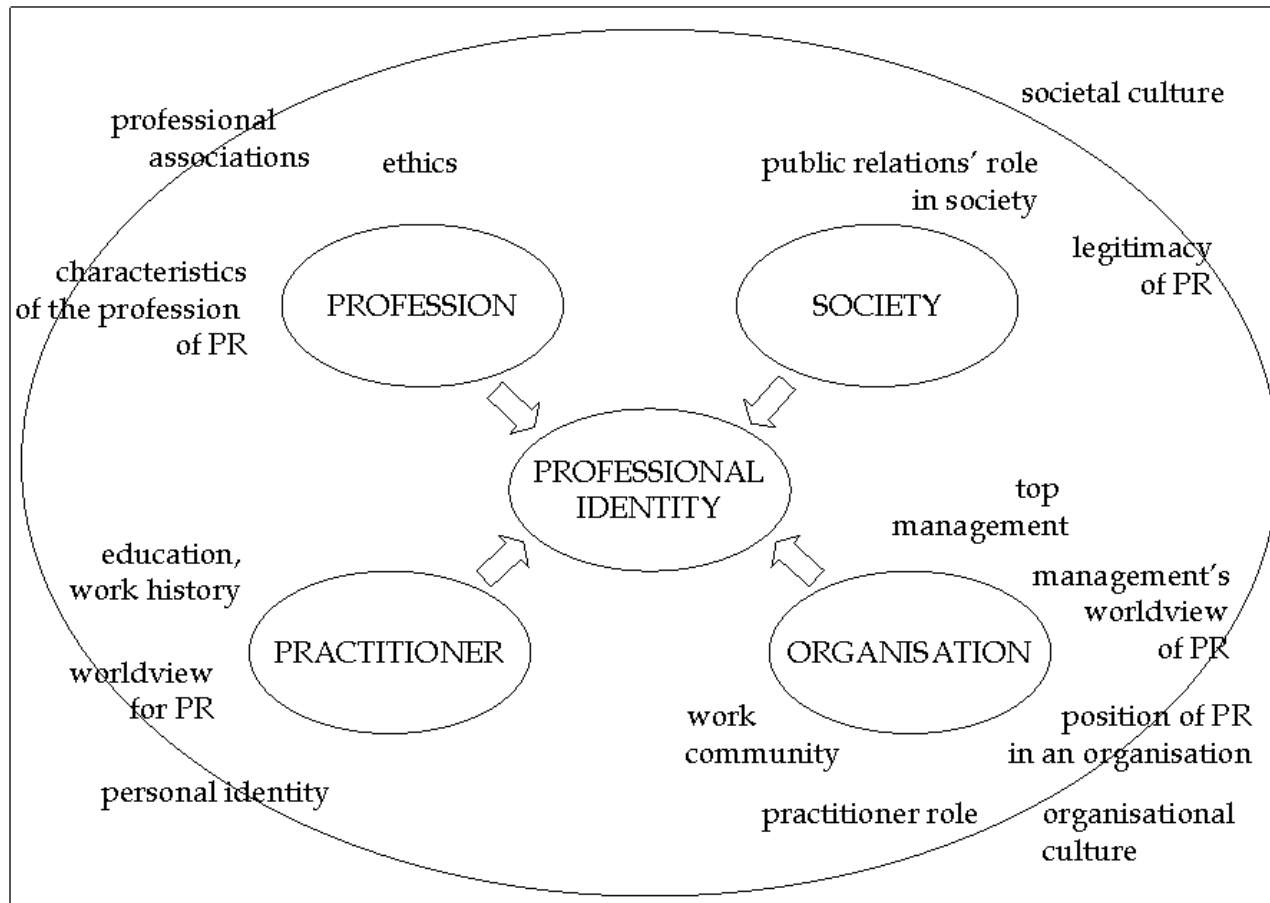 societal culture
professional
associations
ethics
public relations’ role
in society
legitimacy
of PR
characteristics
of the profession
of PR
PROFESSION
SOCIETY
PROFESSIONAL
IDENTITY
top
management
education,
work history
management’s
worldview
of PR
PRACTITIONER
ORGANISATION
worldview
for PR
work
community
position of PR
in an organisation
personal identity
practitioner role
organisational
culture